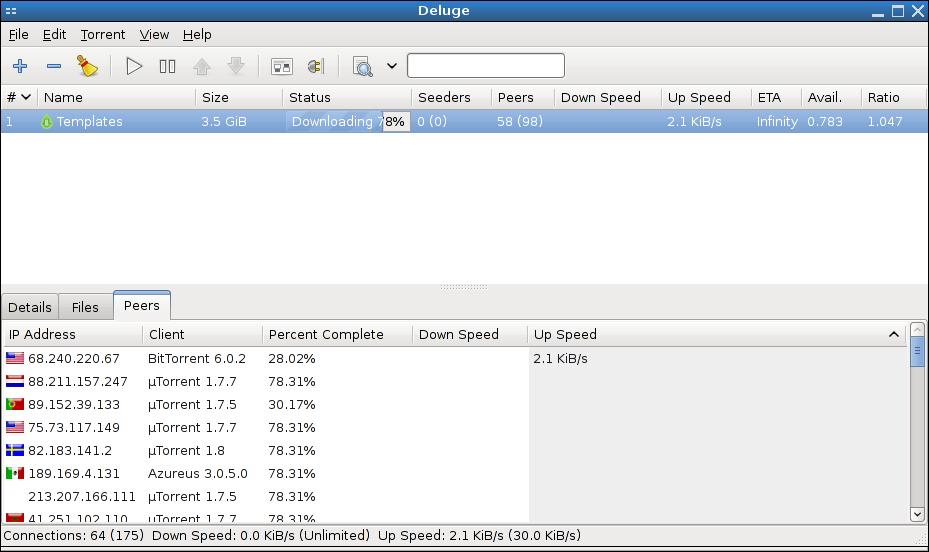 Deluge
File Edit Torrent View Help
# Name Size Status Seeders Peers Down Speed Up Speed ETA Avail. Ratio
1 Templates 3.5 GiB Downloading 78% 0 (0) 58 (98) 2.1 KiB/s Infinity 0.783 1.047
Details Files Peers
IP Address Client Percent Complete Down Speed Up Speed
68.240.220.67 BitTorrent 6.0.2 28.02% 2.1 KiB/s
88.211.157.247 µTorrent 1.7.7 78.31%
89.152.39.133 µTorrent 1.7.5 30.17%
75.73.117.149 µTorrent 1.7.7 78.31%
82.183.141.2 µTorrent 1.8 78.31%
189.169.4.131 Azureus 3.0.5.0 78.31%
213.207.166.111 µTorrent 1.7.5 78.31%
41.251.102.110 µTorrent 1.7.7 78.31%
Connections: 64 (175) Down Speed: 0.0 KiB/s (Unlimited) Up Speed: 2.1 KiB/s (30.0 KiB/s)